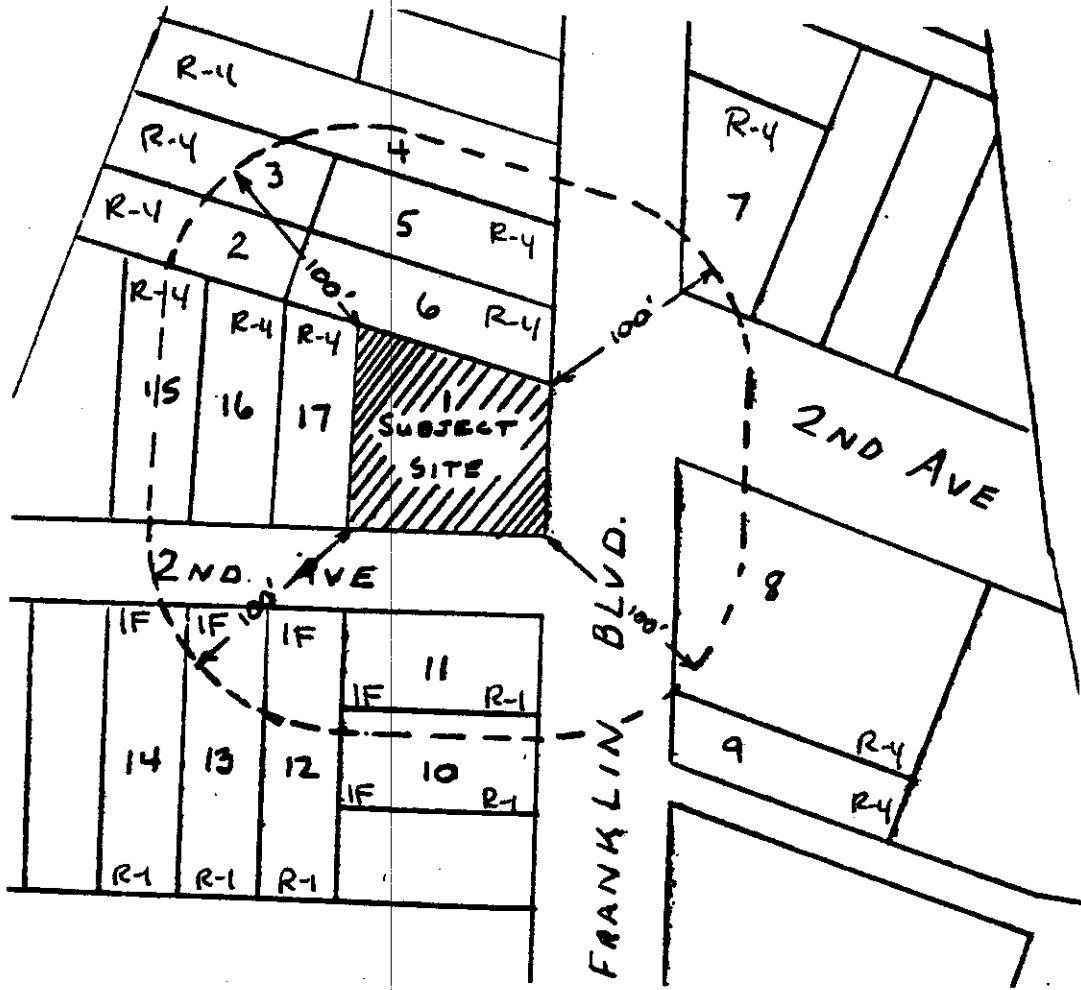 R-4
R-4
R-4
R-4
3
4
2
5
R-4
7
100'
6
R-4
100'
R-4
R-4
R-4
15
16
17
1
SUBJECT
SITE
2ND AVE
2ND. AVE
100'
100'
8
1F
1F
1F
11
1F
R-1
14
13
12
10
1F
R-1
9
R-4
R-4
R-1
R-1
R-1
FRANKLIN BLVD.